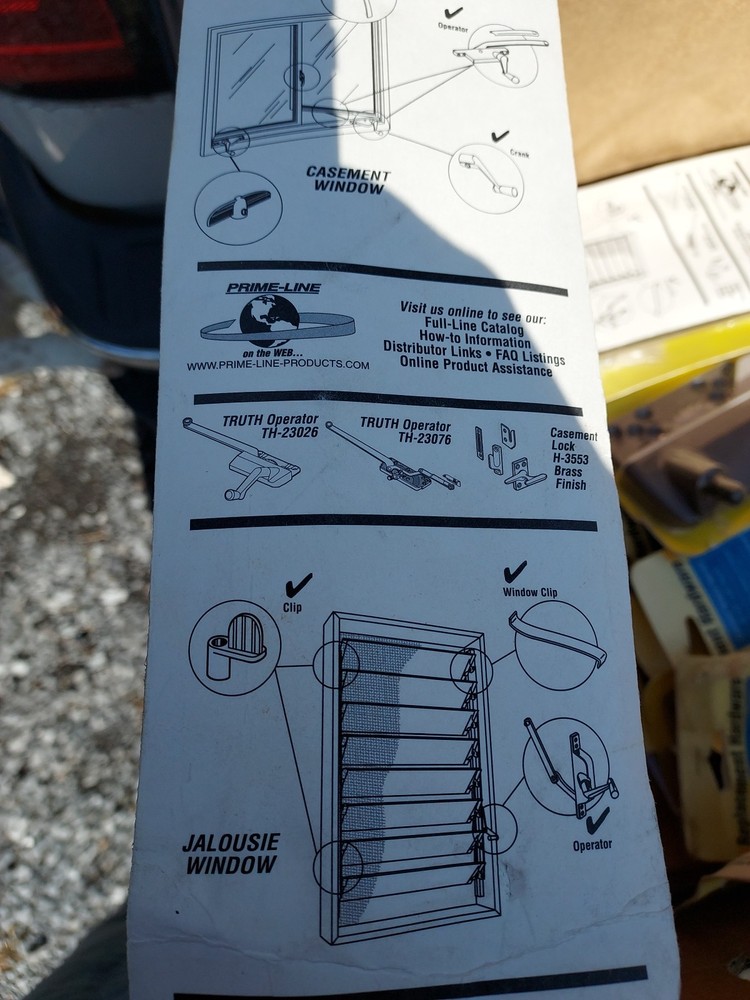 Operator
Crank
CASEMENT
WINDOW
PRIME-LINE
on the WEB...
WWW.PRIME-LINE-PRODUCTS.COM
Visit us online to see our:
Full-Line Catalog
How-to Information
Distributor Links • FAQ Listings
Online Product Assistance
TRUTH Operator
TH-23026
TRUTH Operator
TH-23076
Casement
Lock
H-3553
Brass
Finish
Clip
Window Clip
JALOUSIE
WINDOW
Operator